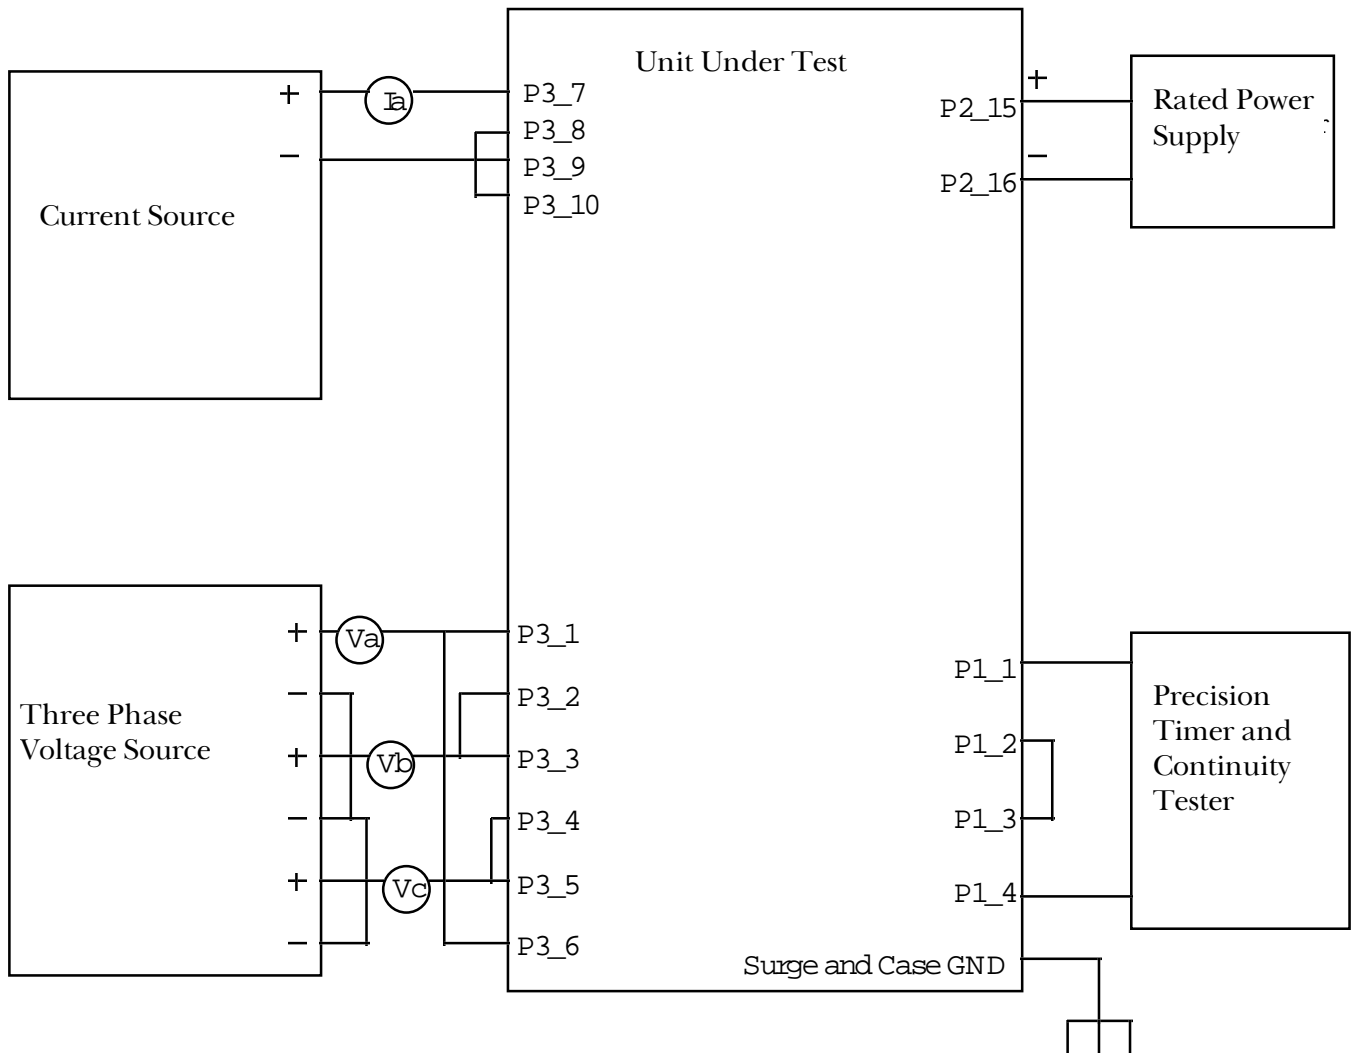 Unit Under Test
Current Source
+
−
Ia
P3_7
P3_8
P3_9
P3_10
P2_15
+
P2_16
−
Rated Power
Supply
Three Phase
Voltage Source
+
−
+
−
+
−
Va
Vb
Vc
P3_1
P3_2
P3_3
P3_4
P3_5
P3_6
P1_1
P1_2
P1_3
P1_4
Surge and Case GND
Precision
Timer and
Continuity
Tester